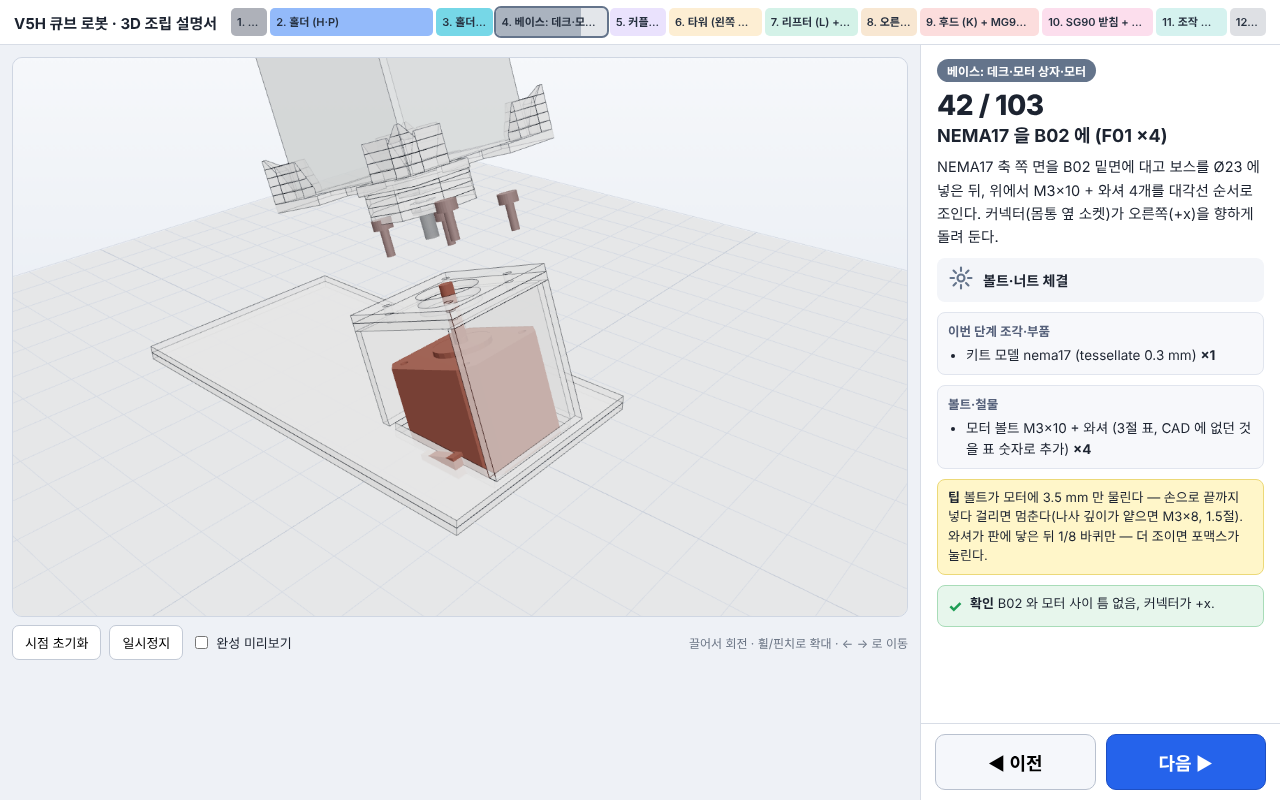 V5H 큐브 로봇 · 3D 조립 설명서
1. ...
2. 홀더 (H·P)
3. 홀더...
4. 베이스: 데크·모...
5. 커플...
6. 타워 (왼쪽 ...
7. 리프터 (L) +...
8. 오른...
9. 후드 (K) + MG9...
10. SG90 받침 + ...
11. 조작 ...
12...
베이스: 데크·모터 상자·모터
42 / 103
NEMA17 을 B02 에 (F01 ×4)
NEMA17 축 쪽 면을 B02 밑면에 대고 보스를 Ø23 에
넣은 뒤, 위에서 M3×10 + 와셔 4개를 대각선 순서로
조인다. 커넥터(몸통 옆 소켓)가 오른쪽(+x)을 향하게
돌려 둔다.
볼트·너트 체결
이번 단계 조각·부품
• 키트 모델 nema17 (tessellate 0.3 mm) ×1
볼트·철물
• 모터 볼트 M3×10 + 와셔 (3절 표, CAD 에 없던 것
을 표 숫자로 추가) ×4
팁 볼트가 모터에 3.5 mm 만 물린다 — 손으로 끝까지
넣다 걸리면 멈춘다(나사 깊이가 얕으면 M3×8, 1.5절).
와셔가 판에 닿은 뒤 1/8 바퀴만 — 더 조이면 포맥스가
눌린다.
확인 B02 와 모터 사이 틈 없음, 커넥터가 +x.
시점 초기화
일시정지
완성 미리보기
끌어서 회전 · 휠/핀치로 확대 · ← → 로 이동
◀ 이전
다음 ▶